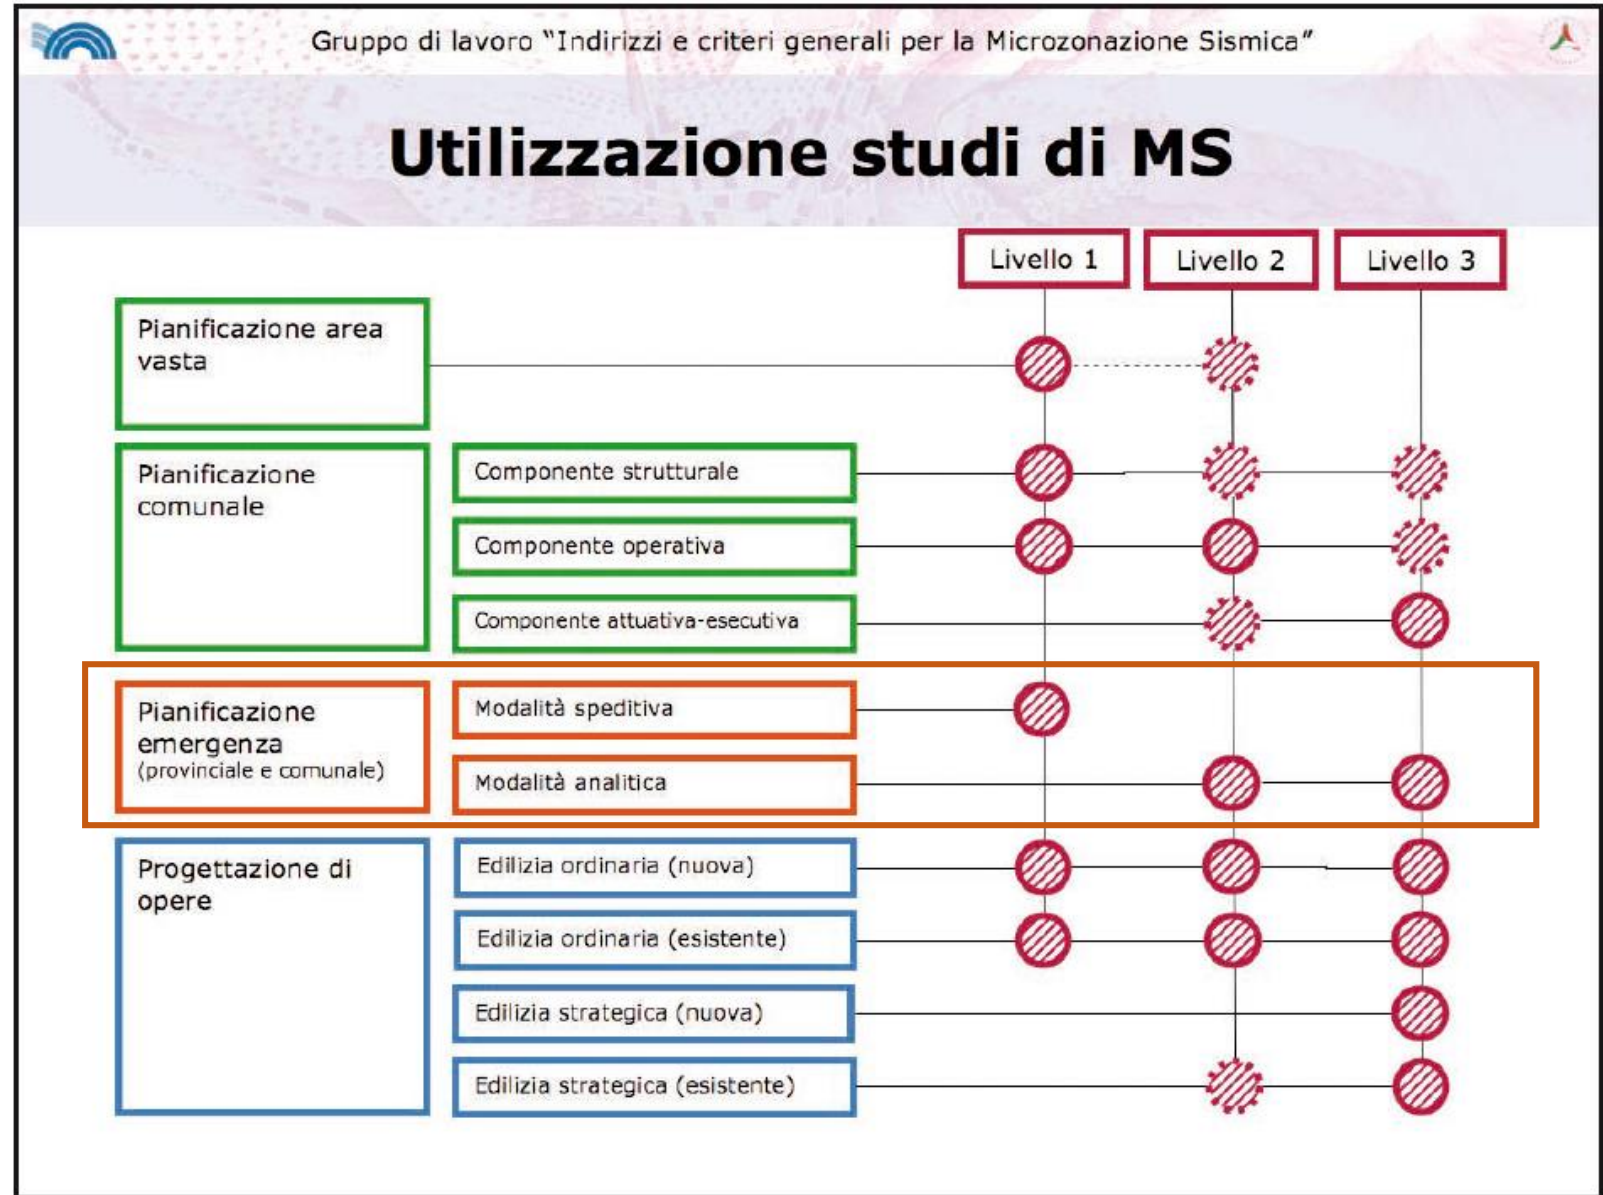 Gruppo di lavoro “Indirizzi e criteri generali per la Microzonazione Sismica”
Utilizzazione studi di MS
Livello 1
Livello 2
Livello 3
Pianificazione area
vasta
Pianificazione
comunale
Componente strutturale
Componente operativa
Componente attuativa-esecutiva
Pianificazione
emergenza
(provinciale e comunale)
Modalità speditiva
Modalità analitica
Progettazione di
opere
Edilizia ordinaria (nuova)
Edilizia ordinaria (esistente)
Edilizia strategica (nuova)
Edilizia strategica (esistente)